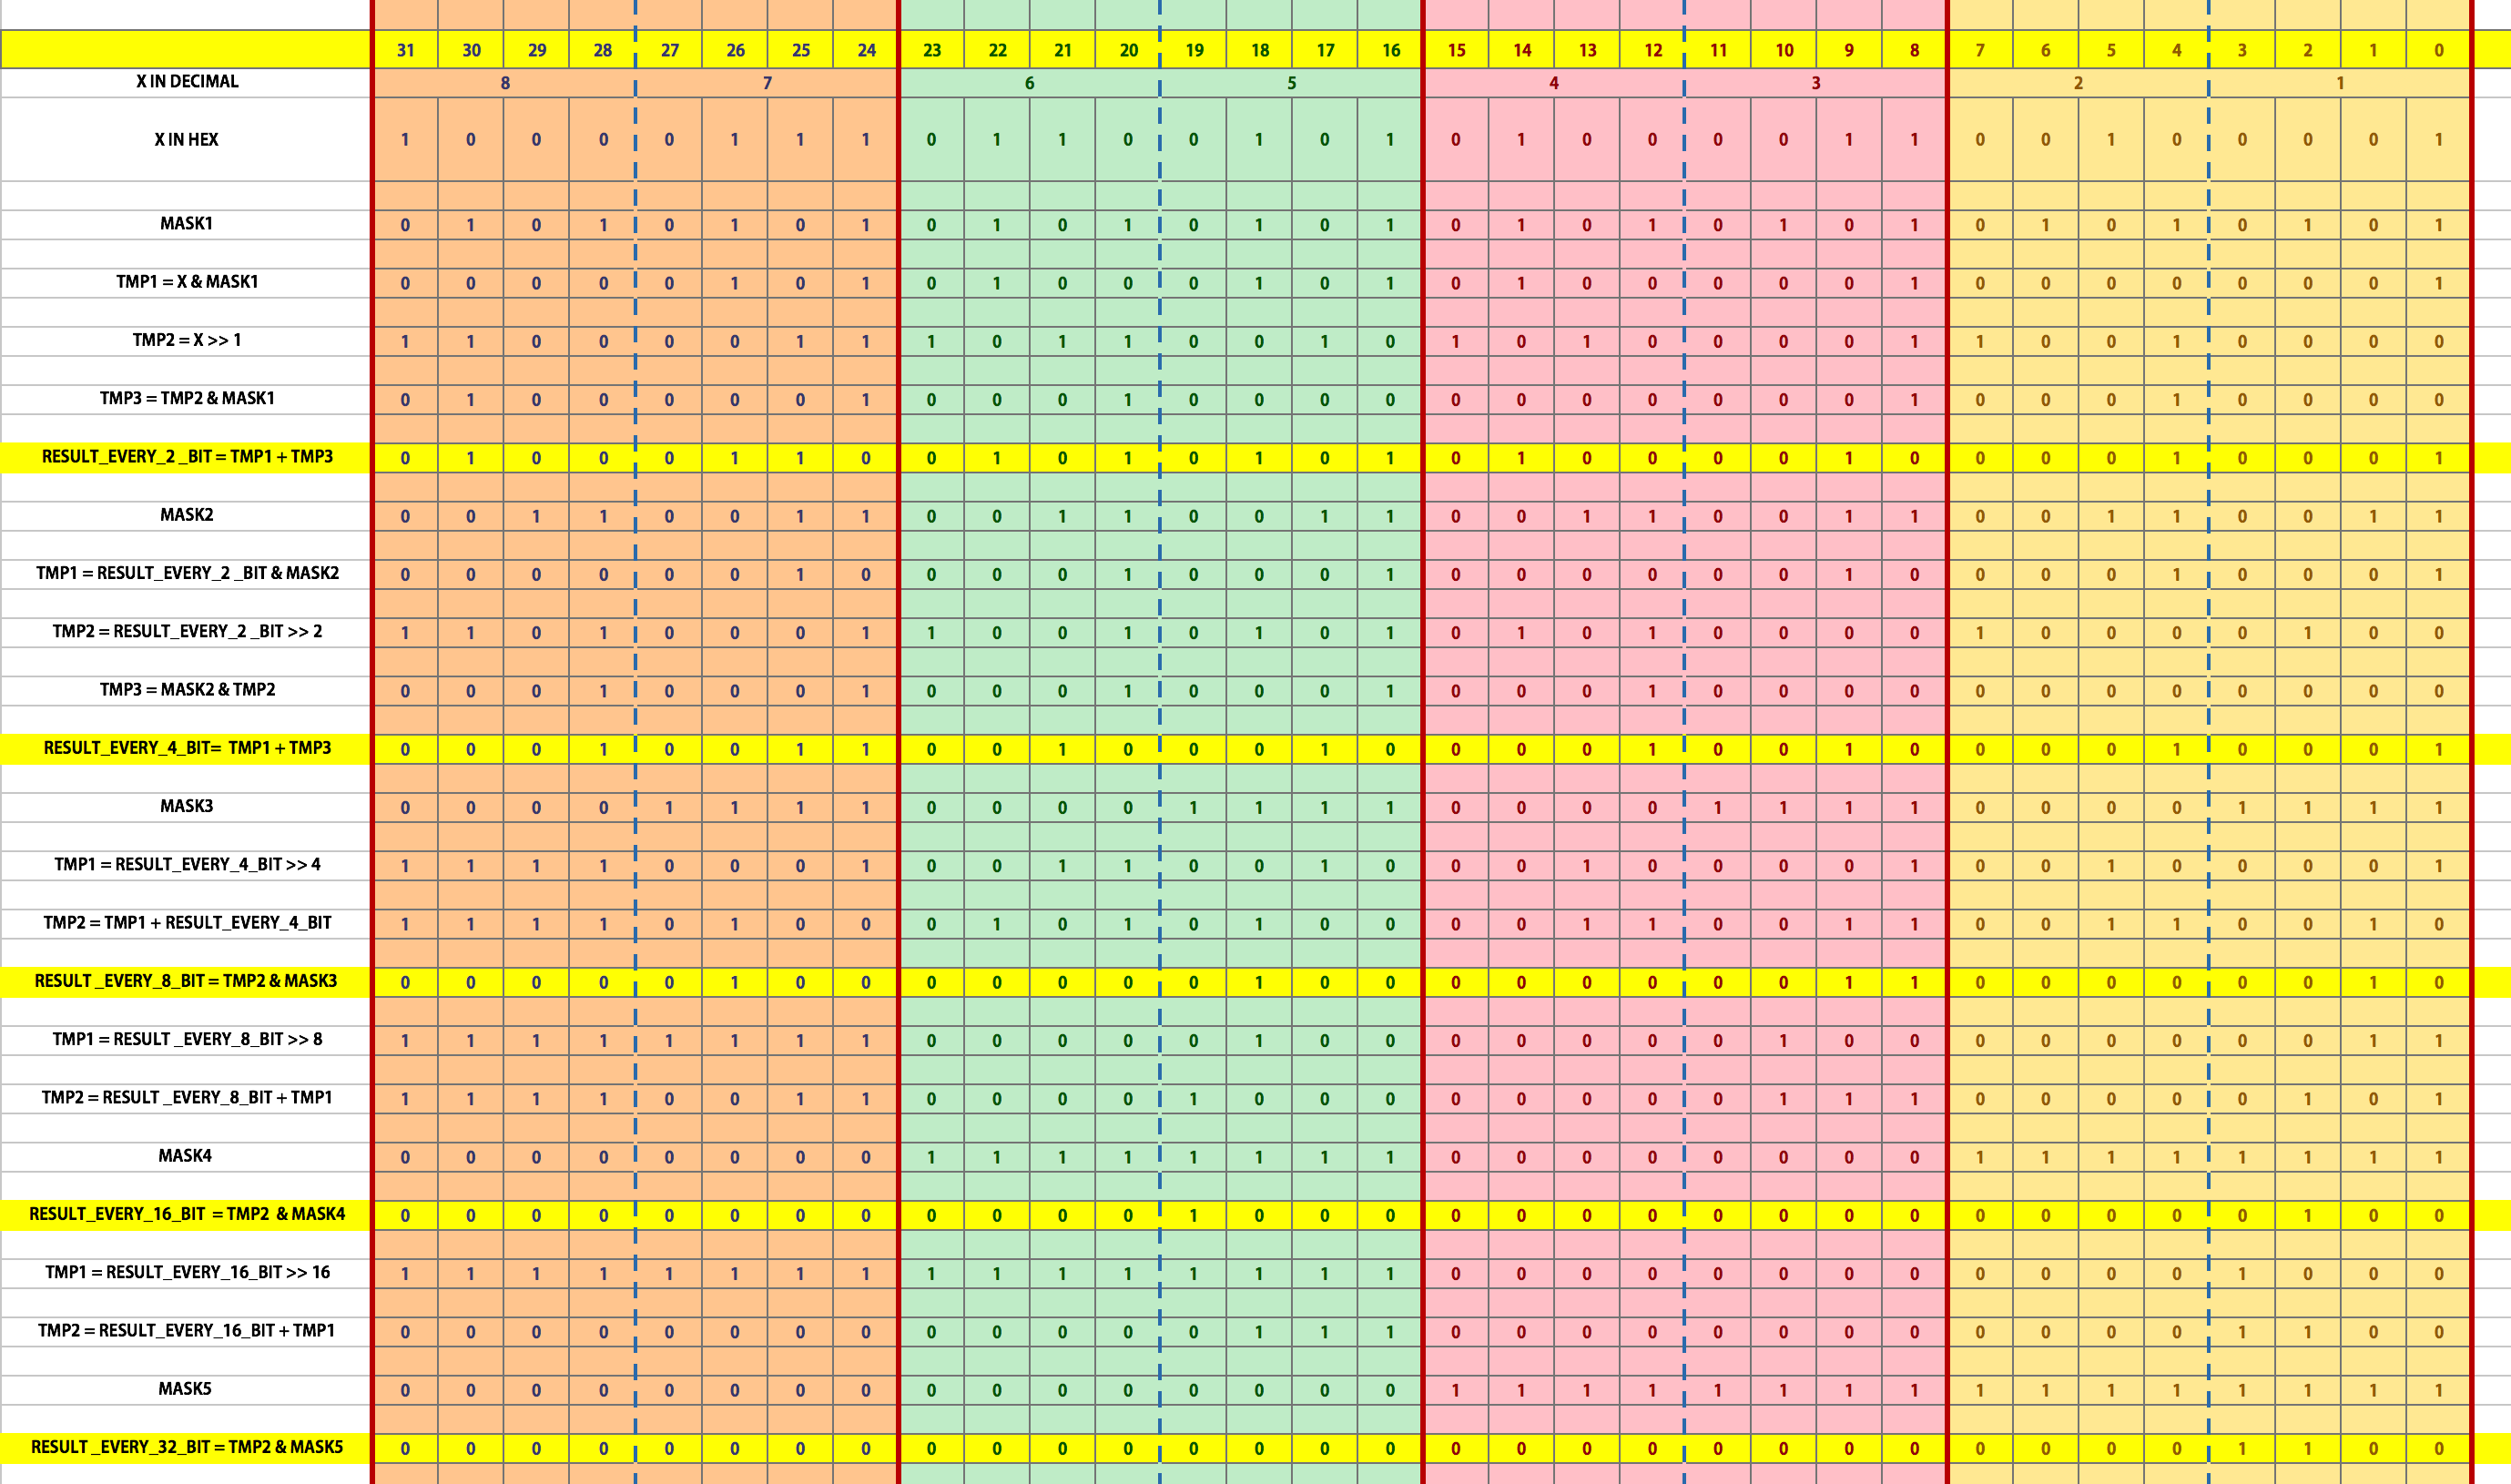 31 30 29 28 27 26 25 24 23 22 21 20 19 18 17 16 15 14 13 12 11 10 9 8 7 6 5 4 3 2 1 0
X IN DECIMAL 8 7 6 5 4 3 2 1
X IN HEX 1 0 0 0 0 1 1 1 0 1 1 0 0 1 0 1 0 1 0 0 0 0 1 1 0 0 1 0 0 0 0 1
MASK1 0 1 0 1 0 1 0 1 0 1 0 1 0 1 0 1 0 1 0 1 0 1 0 1 0 1 0 1 0 1 0 1
TMP1 = X & MASK1 0 0 0 0 0 1 0 1 0 1 0 0 0 1 0 1 0 1 0 0 0 0 0 1 0 0 0 0 0 0 0 1
TMP2 = X >> 1 1 1 0 0 0 0 1 1 1 0 1 1 0 0 1 0 1 0 1 0 0 0 0 1 1 0 0 1 0 0 0 0
TMP3 = TMP2 & MASK1 0 1 0 0 0 0 0 1 0 0 0 1 0 0 0 0 0 0 0 0 0 0 0 1 0 0 0 1 0 0 0 0
RESULT_EVERY_2 _BIT = TMP1 + TMP3 0 1 0 0 0 1 1 0 0 1 0 1 0 1 0 1 0 1 0 0 0 0 1 0 0 0 0 1 0 0 0 1
MASK2 0 0 1 1 0 0 1 1 0 0 1 1 0 0 1 1 0 0 1 1 0 0 1 1 0 0 1 1 0 0 1 1
TMP1 = RESULT_EVERY_2 _BIT & MASK2 0 0 0 0 0 0 1 0 0 0 0 1 0 0 0 1 0 0 0 0 0 0 1 0 0 0 0 1 0 0 0 1
TMP2 = RESULT_EVERY_2 _BIT >> 2 1 1 0 1 0 0 0 1 1 0 0 1 0 1 0 1 0 1 0 1 0 0 0 0 1 0 0 0 0 1 0 0
TMP3 = MASK2 & TMP2 0 0 0 1 0 0 0 1 0 0 0 1 0 0 0 1 0 0 0 1 0 0 0 0 0 0 0 0 0 0 0 0
RESULT_EVERY_4_BIT= TMP1 + TMP3 0 0 0 1 0 0 1 1 0 0 1 0 0 0 1 0 0 0 0 1 0 0 1 0 0 0 0 1 0 0 0 1
MASK3 0 0 0 0 1 1 1 1 0 0 0 0 1 1 1 1 0 0 0 0 1 1 1 1 0 0 0 0 1 1 1 1
TMP1 = RESULT_EVERY_4_BIT >> 4 1 1 1 1 0 0 0 1 0 0 1 1 0 0 1 0 0 0 1 0 0 0 0 1 0 0 1 0 0 0 0 1
TMP2 = TMP1 + RESULT_EVERY_4_BIT 1 1 1 1 0 1 0 0 0 1 0 1 0 1 0 0 0 0 1 1 0 0 1 1 0 0 1 1 0 0 1 0
RESULT _EVERY_8_BIT = TMP2 & MASK3 0 0 0 0 0 1 0 0 0 0 0 0 0 1 0 0 0 0 0 0 0 0 1 1 0 0 0 0 0 0 1 0
TMP1 = RESULT _EVERY_8_BIT >> 8 1 1 1 1 1 1 1 1 0 0 0 0 0 1 0 0 0 0 0 0 0 1 0 0 0 0 0 0 0 0 1 1
TMP2 = RESULT _EVERY_8_BIT + TMP1 1 1 1 1 0 0 1 1 0 0 0 0 1 0 0 0 0 0 0 0 0 1 1 1 0 0 0 0 0 1 0 1
MASK4 0 0 0 0 0 0 0 0 1 1 1 1 1 1 1 1 0 0 0 0 0 0 0 0 1 1 1 1 1 1 1 1
RESULT_EVERY_16_BIT = TMP2 & MASK4 0 0 0 0 0 0 0 0 0 0 0 0 1 0 0 0 0 0 0 0 0 0 0 0 0 0 0 0 0 1 0 0
TMP1 = RESULT_EVERY_16_BIT >> 16 1 1 1 1 1 1 1 1 1 1 1 1 1 1 1 1 0 0 0 0 0 0 0 0 0 0 0 0 1 0 0 0
TMP2 = RESULT_EVERY_16_BIT + TMP1 0 0 0 0 0 0 0 0 0 0 0 0 0 1 1 1 0 0 0 0 0 0 0 0 0 0 0 0 1 1 0 0
MASK5 0 0 0 0 0 0 0 0 0 0 0 0 0 0 0 0 1 1 1 1 1 1 1 1 1 1 1 1 1 1 1 1
RESULT _EVERY_32_BIT = TMP2 & MASK5 0 0 0 0 0 0 0 0 0 0 0 0 0 0 0 0 0 0 0 0 0 0 0 0 0 0 0 0 1 1 0 0